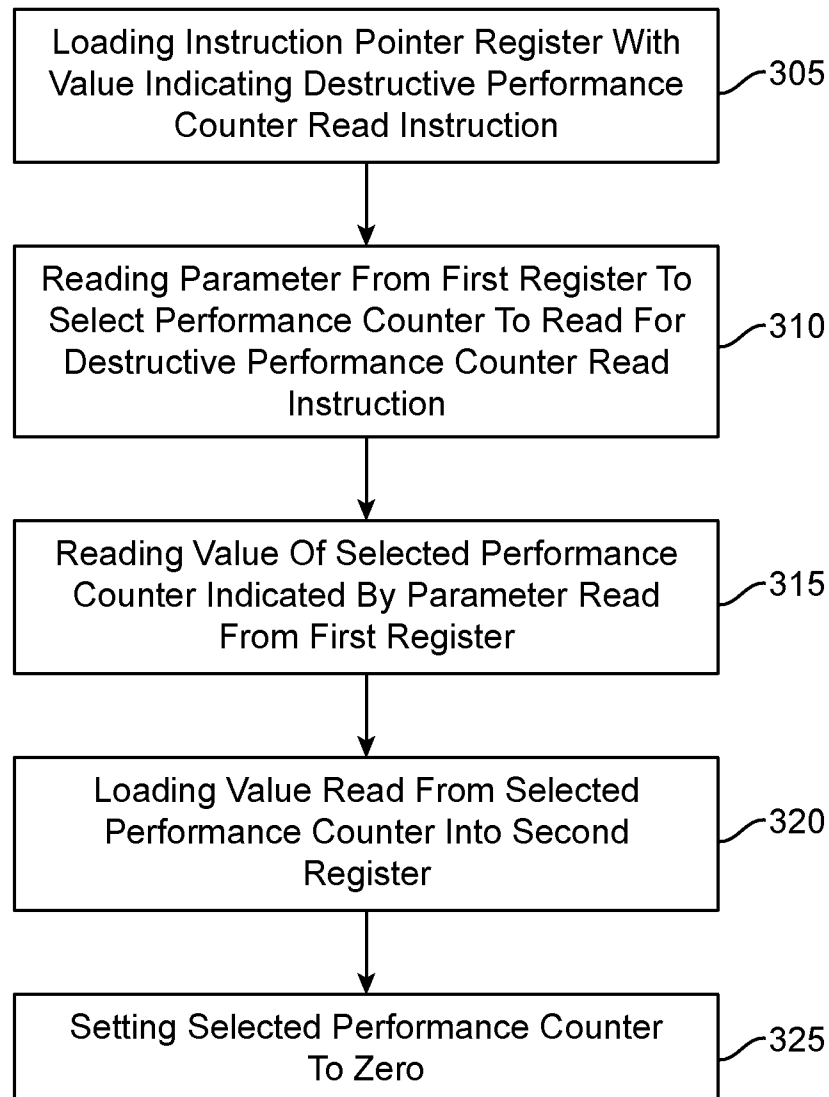 Loading Instruction Pointer Register With
Value Indicating Destructive Performance
Counter Read Instruction
305
Reading Parameter From First Register To
Select Performance Counter To Read For
Destructive Performance Counter Read
Instruction
310
Reading Value Of Selected Performance
Counter Indicated By Parameter Read
From First Register
315
Loading Value Read From Selected
Performance Counter Into Second
Register
320
Setting Selected Performance Counter
To Zero
325